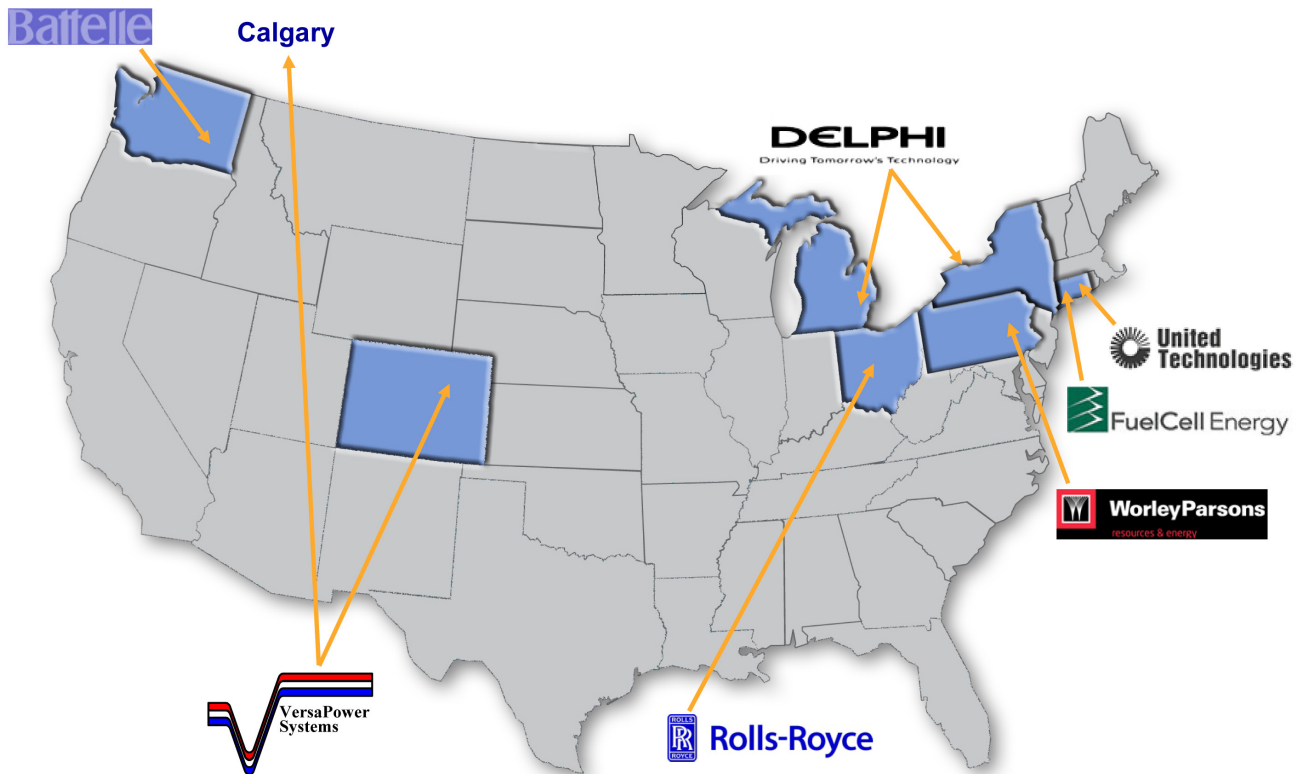 Battelle
Calgary
DELPHI
Driving Tomorrow's Technology
United
Technologies
FuelCell Energy
WorleyParsons
resources & energy
VersaPower
Systems
ROLLS
RR
ROYCE
Rolls-Royce